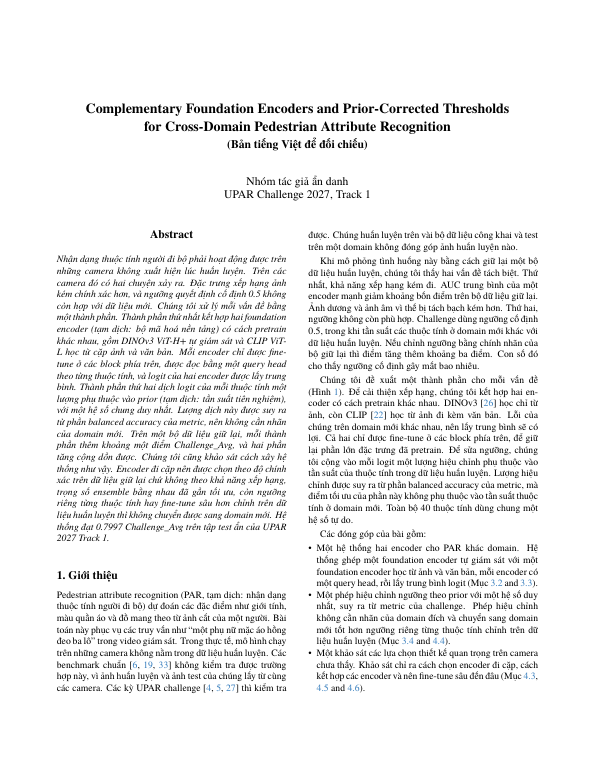 Complementary Foundation Encoders and Prior-Corrected Thresholds
for Cross-Domain Pedestrian Attribute Recognition
(Bản tiếng Việt để đối chiếu)
Nhóm tác giả ẩn danh
UPAR Challenge 2027, Track 1
Abstract
Nhận dạng thuộc tính người đi bộ phải hoạt động được trên
những camera không xuất hiện lúc huấn luyện. Trên các
camera đó có hai chuyện xảy ra. Đặc trưng xếp hạng ảnh
kém chính xác hơn, và ngưỡng quyết định cố định 0.5 không
còn hợp với dữ liệu mới. Chúng tôi xử lý mỗi vấn đề bằng
một thành phần. Thành phần thứ nhất kết hợp hai foundation
encoder (tạm dịch: bộ mã hoá nền tảng) có cách pretrain
khác nhau, gồm DINOv3 ViT-H+ tự giám sát và CLIP ViT-
L học từ cặp ảnh và văn bản. Mỗi encoder chỉ được fine-
tune ở các block phía trên, được đọc bằng một query head
theo từng thuộc tính, và logit của hai encoder được lấy trung
bình. Thành phần thứ hai dịch logit của mỗi thuộc tính một
lượng phụ thuộc vào prior (tạm dịch: tần suất tiên nghiệm),
với một hệ số chung duy nhất. Lượng dịch này được suy ra
từ phần balanced accuracy của metric, nên không cần nhãn
của domain mới. Trên một bộ dữ liệu giữ lại, mỗi thành
phần thêm khoảng một điểm Challenge_Avg, và hai phần
tăng cộng dồn được. Chúng tôi cũng khảo sát cách xây hệ
thống như vậy. Encoder đi cặp nên được chọn theo độ chính
xác trên dữ liệu giữ lại chứ không theo khả năng xếp hạng,
trọng số ensemble bằng nhau đã gần tối ưu, còn ngưỡng
riêng từng thuộc tính hay fine-tune sâu hơn chỉnh trên dữ
liệu huấn luyện thì không chuyển được sang domain mới. Hệ
thống đạt 0.7997 Challenge_Avg trên tập test ẩn của UPAR
2027 Track 1.
1. Giới thiệu
Pedestrian attribute recognition (PAR, tạm dịch: nhận dạng
thuộc tính người đi bộ) dự đoán các đặc điểm như giới tính,
màu quần áo và đồ mang theo từ ảnh cắt của một người. Bài
toán này phục vụ các truy vấn như “một phụ nữ mặc áo hồng
đeo ba lô” trong video giám sát. Trong thực tế, mô hình chạy
trên những camera không nằm trong dữ liệu huấn luyện. Các
benchmark chuẩn [6, 19, 33] không kiểm tra được trường
hợp này, vì ảnh huấn luyện và ảnh test của chúng lấy từ cùng
các camera. Các kỳ UPAR challenge [4, 5, 27] thì kiểm tra
được. Chúng huấn luyện trên vài bộ dữ liệu công khai và test
trên một domain không đóng góp ảnh huấn luyện nào.
Khi mô phỏng tình huống này bằng cách giữ lại một bộ
dữ liệu huấn luyện, chúng tôi thấy hai vấn đề tách biệt. Thứ
nhất, khả năng xếp hạng kém đi. AUC trung bình của một
encoder mạnh giảm khoảng bốn điểm trên bộ dữ liệu giữ lại.
Ảnh dương và ảnh âm vì thế bị tách bạch kém hơn. Thứ hai,
ngưỡng không còn phù hợp. Challenge dùng ngưỡng cố định
0.5, trong khi tần suất các thuộc tính ở domain mới khác với
dữ liệu huấn luyện. Nếu chỉnh ngưỡng bằng chính nhãn của
bộ giữ lại thì điểm tăng thêm khoảng ba điểm. Con số đó
cho thấy ngưỡng cố định gây mất bao nhiêu.
Chúng tôi đề xuất một thành phần cho mỗi vấn đề
(Hình 1). Để cải thiện xếp hạng, chúng tôi kết hợp hai en-
coder có cách pretrain khác nhau. DINOv3 [26] học chỉ từ
ảnh, còn CLIP [22] học từ ảnh đi kèm văn bản. Lỗi của
chúng trên domain mới khác nhau, nên lấy trung bình sẽ có
lợi. Cả hai chỉ được fine-tune ở các block phía trên, để giữ
lại phần lớn đặc trưng đã pretrain. Để sửa ngưỡng, chúng
tôi cộng vào mỗi logit một lượng hiệu chỉnh phụ thuộc vào
tần suất của thuộc tính trong dữ liệu huấn luyện. Lượng hiệu
chỉnh được suy ra từ phần balanced accuracy của metric, mà
điểm tối ưu của phần này không phụ thuộc vào tần suất thuộc
tính ở domain mới. Toàn bộ 40 thuộc tính dùng chung một
hệ số tự do.
Các đóng góp của bài gồm:
• Một hệ thống hai encoder cho PAR khác domain. Hệ
thống ghép một foundation encoder tự giám sát với một
foundation encoder học từ ảnh và văn bản, mỗi encoder có
một query head, rồi lấy trung bình logit (Mục 3.2 and 3.3).
• Một phép hiệu chỉnh ngưỡng theo prior với một hệ số duy
nhất, suy ra từ metric của challenge. Phép hiệu chỉnh
không cần nhãn của domain đích và chuyển sang domain
mới tốt hơn ngưỡng riêng từng thuộc tính chỉnh trên dữ
liệu huấn luyện (Mục 3.4 and 4.4).
• Một khảo sát các lựa chọn thiết kế quan trọng trên camera
chưa thấy. Khảo sát chỉ ra cách chọn encoder đi cặp, cách
kết hợp các encoder và nên fine-tune sâu đến đâu (Mục 4.3,
4.5 and 4.6).